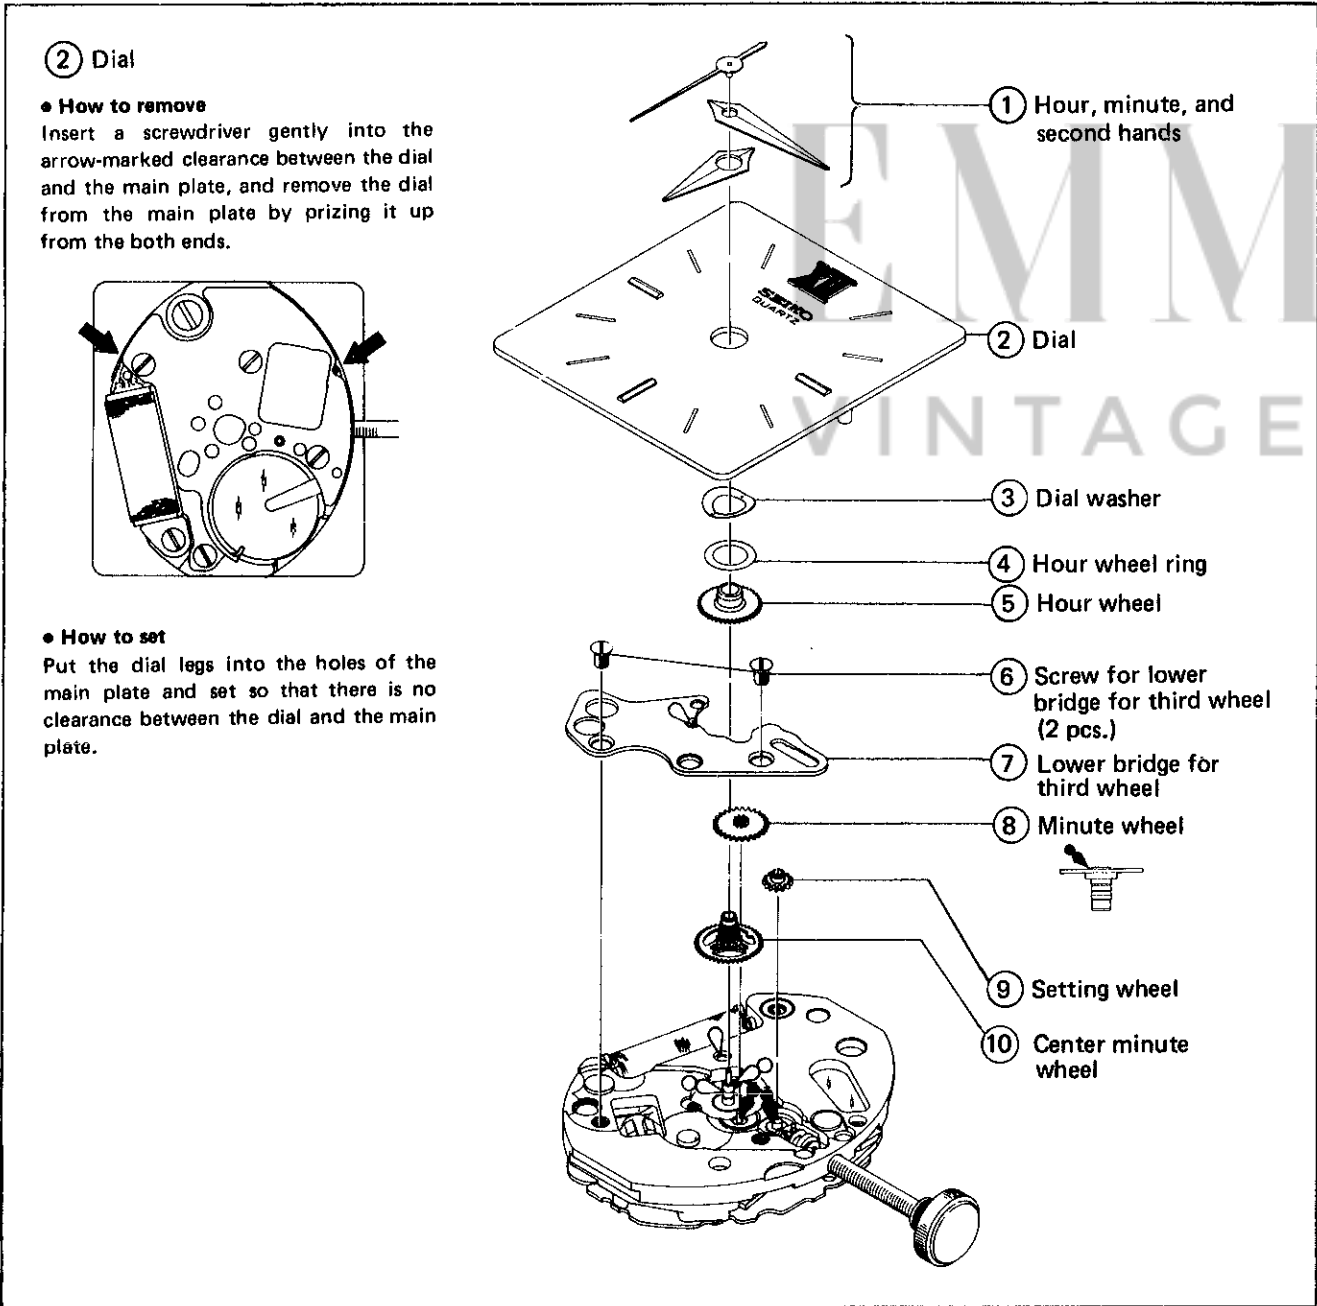 ② Dial
• How to remove
Insert a screwdriver gently into the
arrow-marked clearance between the dial
and the main plate, and remove the dial
from the main plate by prizing it up
from the both ends.
• How to set
Put the dial legs into the holes of the
main plate and set so that there is no
clearance between the dial and the main
plate.
XII
SEIKO
QUARTZ
① Hour, minute, and
second hands
② Dial
③ Dial washer
④ Hour wheel ring
⑤ Hour wheel
⑥ Screw for lower
bridge for third wheel
(2 pcs.)
⑦ Lower bridge for
third wheel
⑧ Minute wheel
⑨ Setting wheel
⑩ Center minute
wheel
EMM
VINTAGE